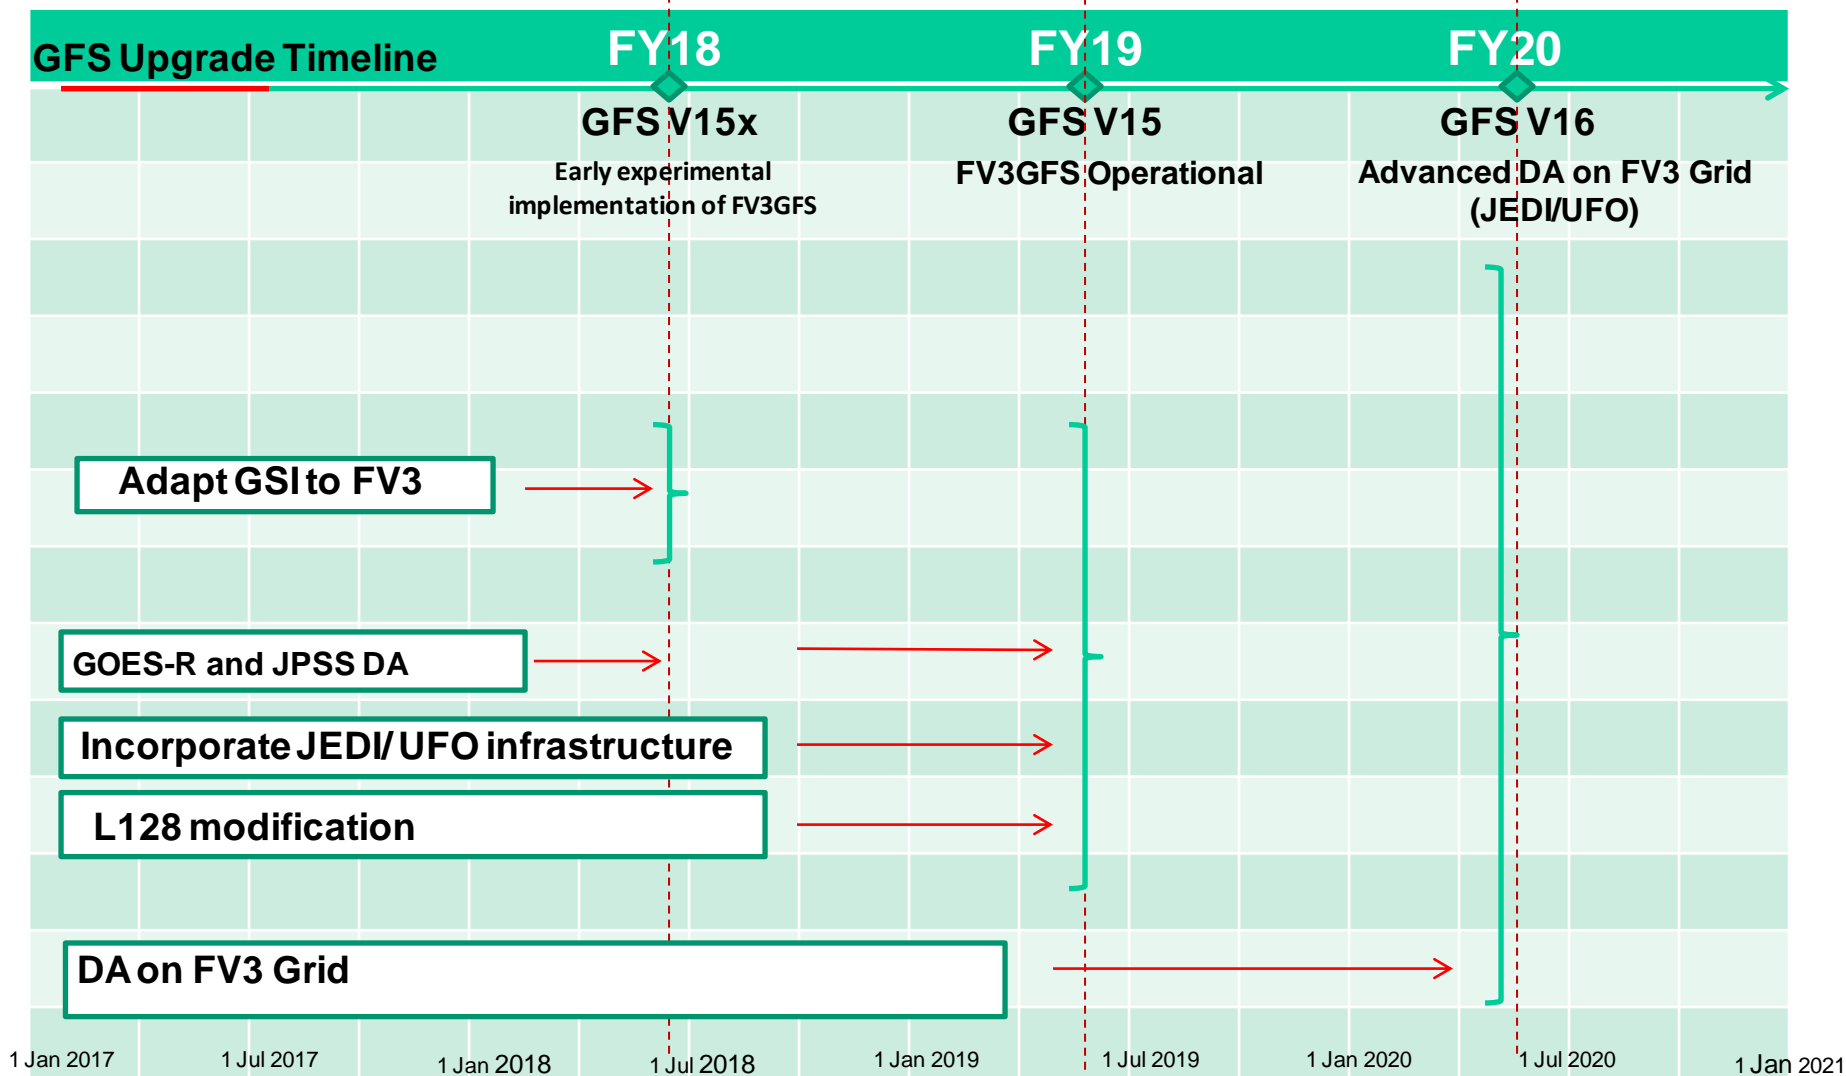 GFS Upgrade Timeline
FY18
FY19
FY20
GFS V15x
GFS V15
GFS V16
Early experimental
implementation of FV3GFS
FV3GFS Operational
Advanced DA on FV3 Grid
(JEDI/UFO)
Adapt GSI to FV3
GOES-R and JPSS DA
Incorporate JEDI/ UFO infrastructure
L128 modification
DA on FV3 Grid
1 Jan 2017
1 Jul 2017
1 Jan 2018
1 Jul 2018
1 Jan 2019
1 Jul 2019
1 Jan 2020
1 Jul 2020
1 Jan 2021